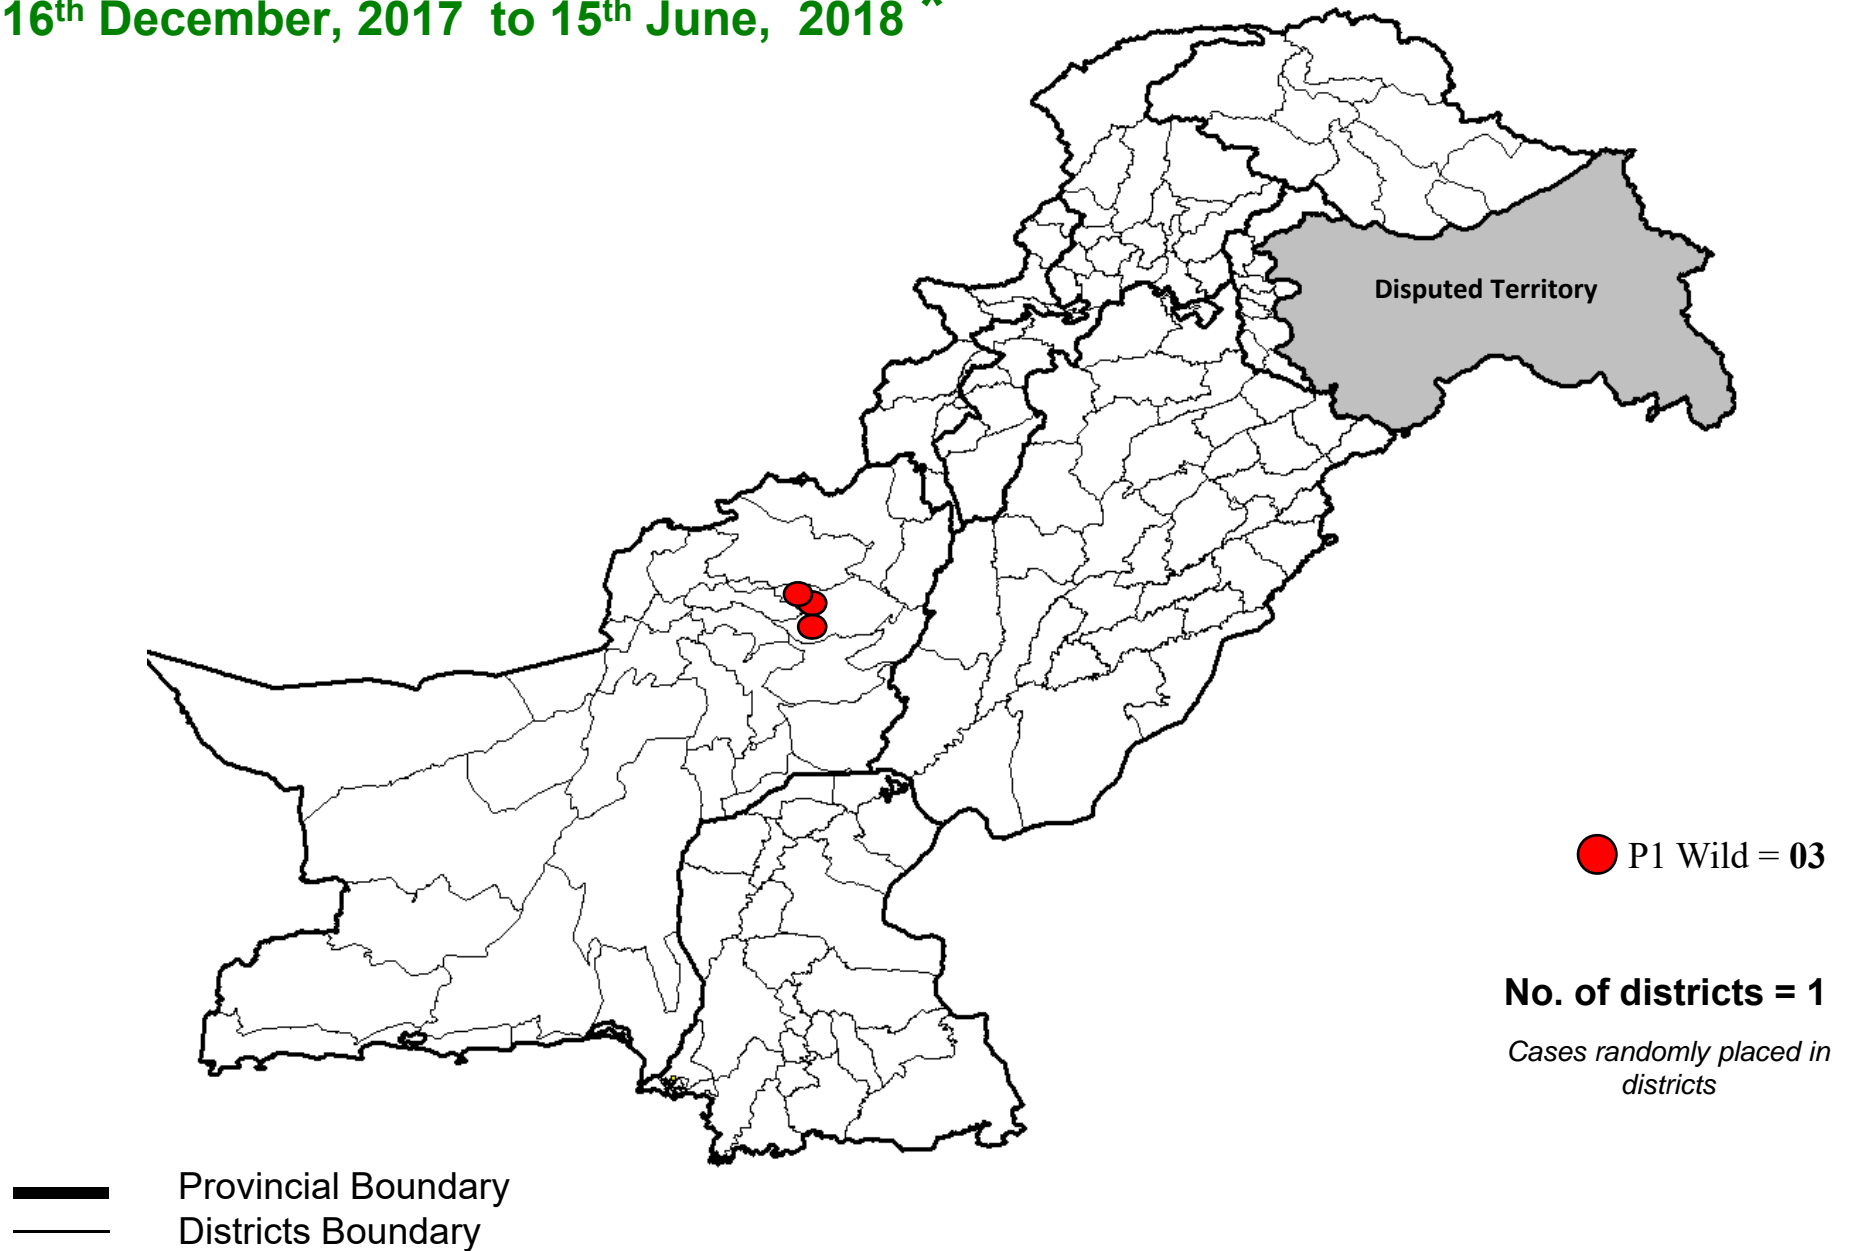 16th December, 2017 to 15th June, 2018 *
Disputed Territory
P1 Wild = 03
No. of districts = 1
Cases randomly placed in
districts
Provincial Boundary
Districts Boundary